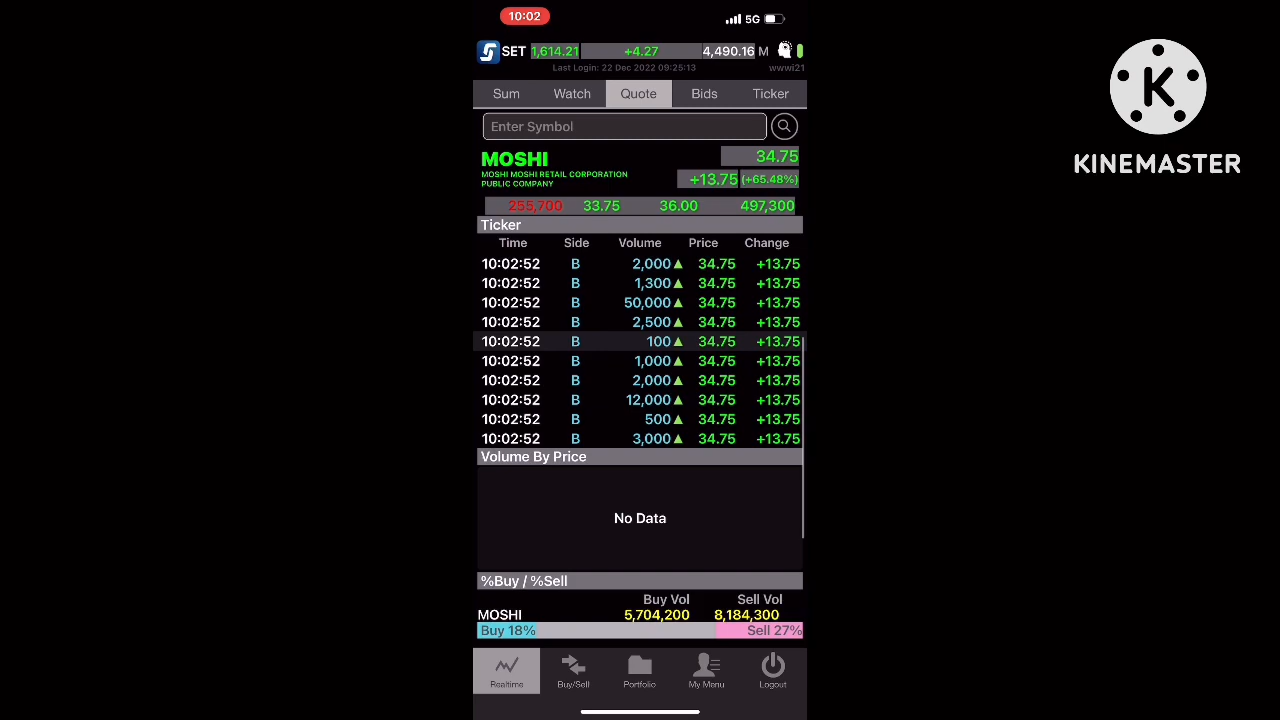 10:02
5G
SET 1,614.21 +4.27 4,490.16 M
Last Login: 22 Dec 2022 09:25:13 wwwi21
Sum Watch Quote Bids Ticker
Enter Symbol
MOSHI 34.75
MOSHI MOSHI RETAIL CORPORATION
PUBLIC COMPANY
+13.75 (+65.48%)
255,700 33.75 36.00 497,300
Ticker
Time Side Volume Price Change
10:02:52 B 2,000▲ 34.75 +13.75
10:02:52 B 1,300▲ 34.75 +13.75
10:02:52 B 50,000▲ 34.75 +13.75
10:02:52 B 2,500▲ 34.75 +13.75
10:02:52 B 100▲ 34.75 +13.75
10:02:52 B 1,000▲ 34.75 +13.75
10:02:52 B 2,000▲ 34.75 +13.75
10:02:52 B 12,000▲ 34.75 +13.75
10:02:52 B 500▲ 34.75 +13.75
10:02:52 B 3,000▲ 34.75 +13.75
Volume By Price
No Data
%Buy / %Sell
Buy Vol Sell Vol
MOSHI 5,704,200 8,184,300
Buy 18% Sell 27%
Realtime Buy/Sell Portfolio My Menu Logout
K
KINEMASTER